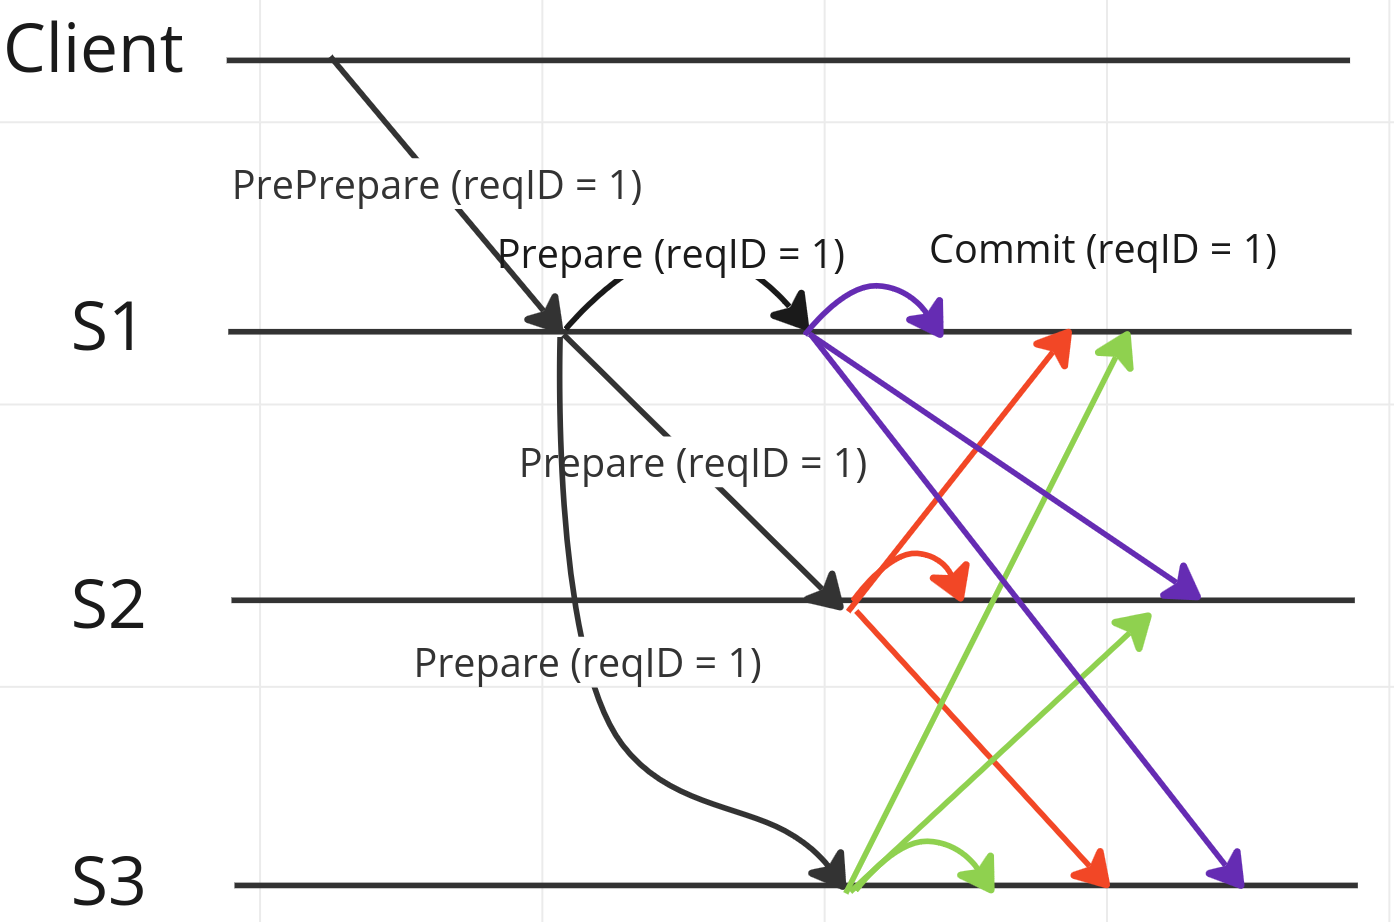 Client
PrePrepare (reqID = 1)
Prepare (reqID = 1)
Commit (reqID = 1)
S1
Prepare (reqID = 1)
S2
Prepare (reqID = 1)
S3